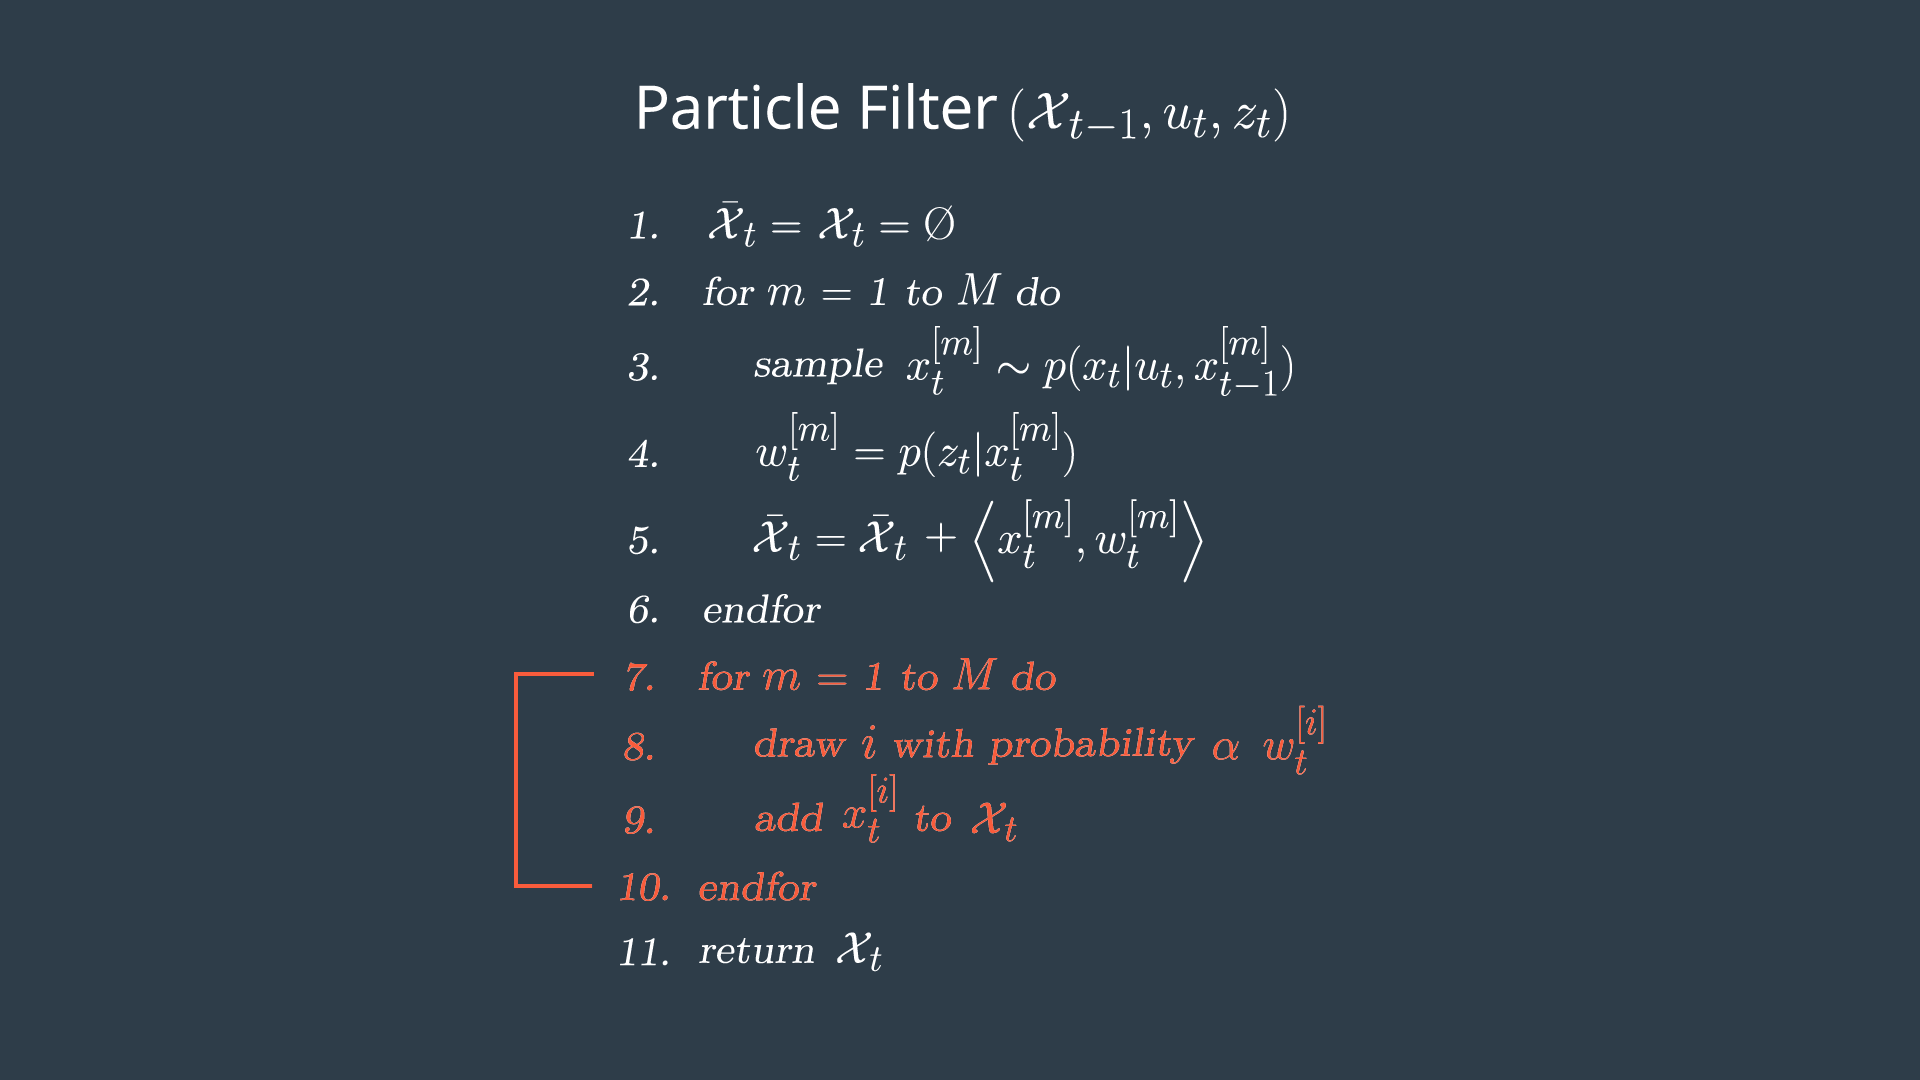 Particle Filter $(\mathcal{X}_{t-1}, u_t, z_t)$
1. $\bar{\mathcal{X}}_t = \mathcal{X}_t = \emptyset$
2. for $m$ = 1 to $M$ do
3. sample $x_t^{[m]} \sim p(x_t|u_t, x_{t-1}^{[m]})$
4. $w_t^{[m]} = p(z_t|x_t^{[m]})$
5. $\bar{\mathcal{X}}_t = \bar{\mathcal{X}}_t + \left\langle x_t^{[m]}, w_t^{[m]} \right\rangle$
6. endfor
7. for $m$ = 1 to $M$ do
8. draw $i$ with probability $\alpha \ w_t^{[i]}$
9. add $x_t^{[i]}$ to $\mathcal{X}_t$
10. endfor
11. return $\mathcal{X}_t$